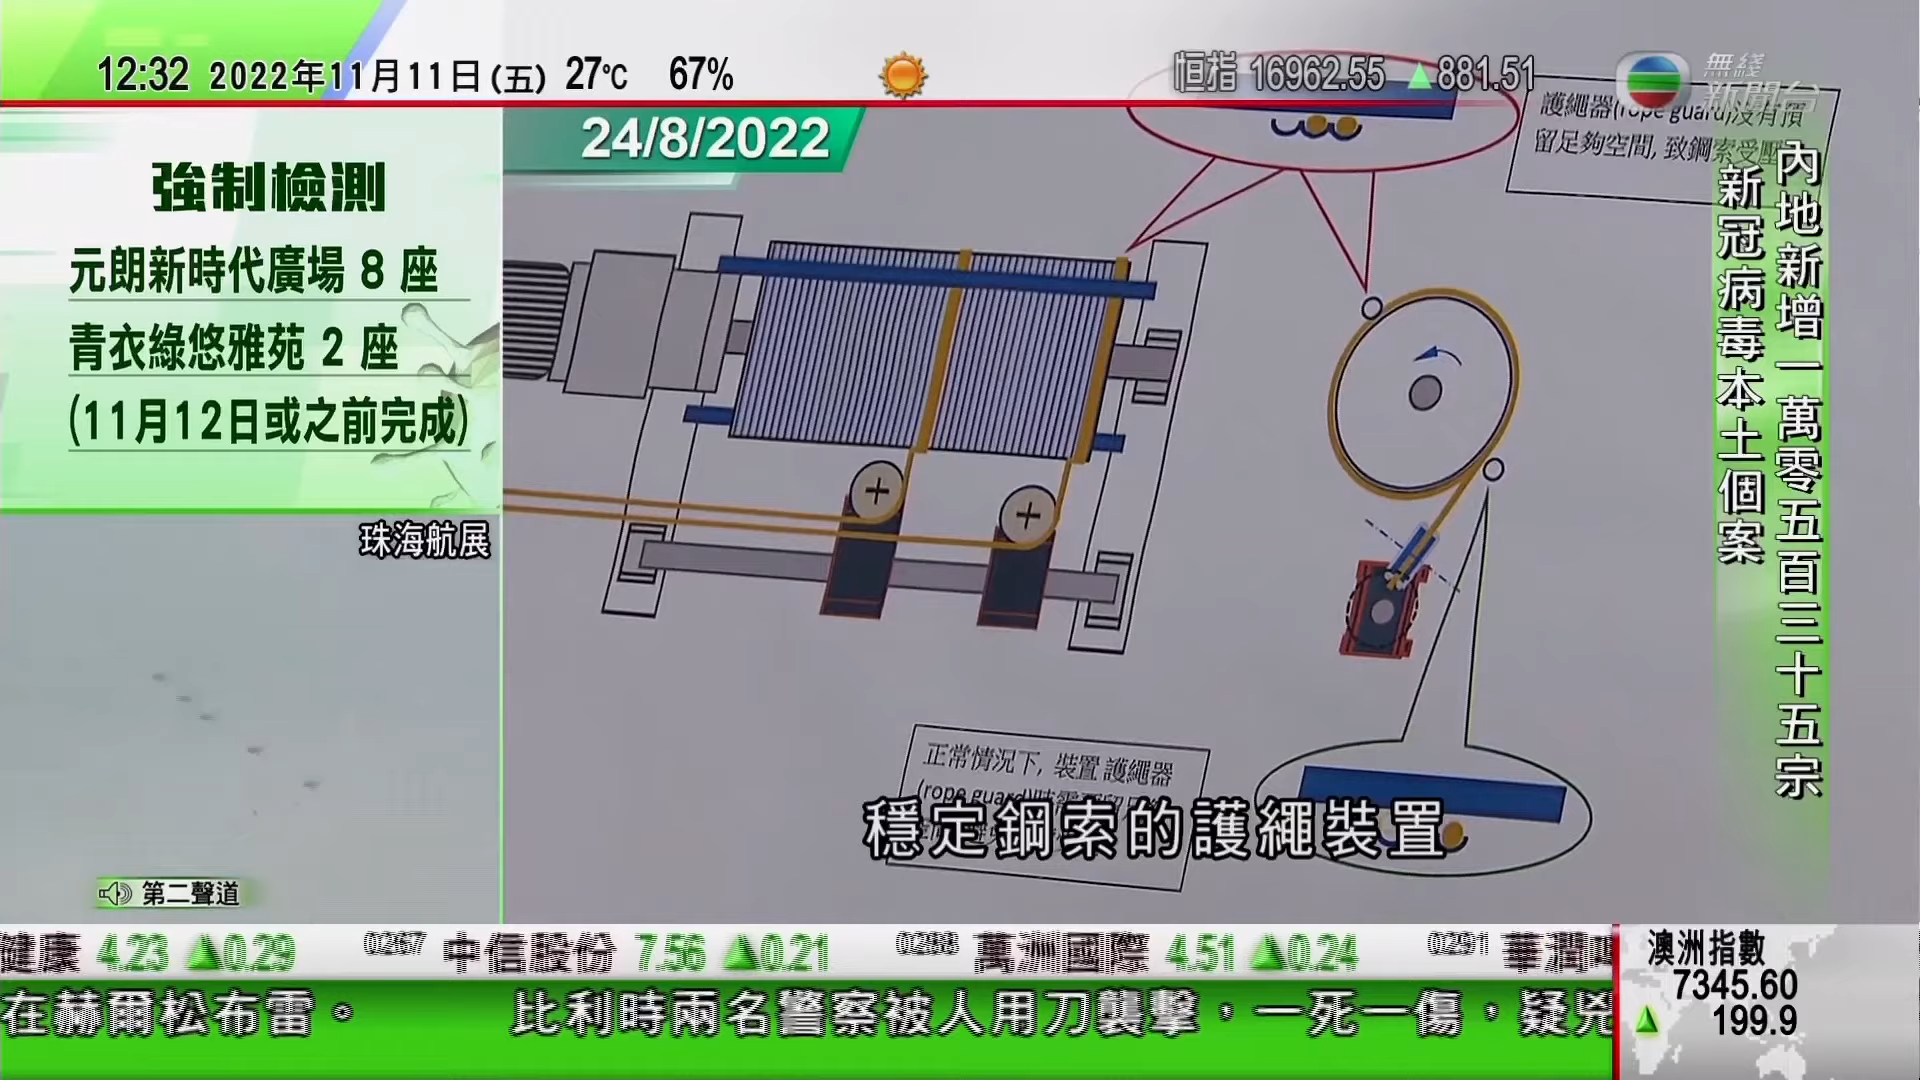 12:32 2022年11月11日(五) 27℃ 67%
恒指 16962.55 ▲881.51
無綫
新聞台
強制檢測
元朗新時代廣場 8 座
青衣綠悠雅苑 2 座
(11月12日或之前完成)
24/8/2022
護繩器(rope guard)沒有預
留足夠空間, 致鋼索受壓
內地新增一萬零五百三十五宗
新冠病毒本土個案
珠海航展
正常情況下, 裝置 護繩器
(rope guard)
穩定鋼索的護繩裝置
第二聲道
健康 4.23 ▲0.29 0267 中信股份 7.56 ▲0.21 0288 萬洲國際 4.51 ▲0.24 0291 華潤
在赫爾松布雷。 比利時兩名警察被人用刀襲擊，一死一傷，疑兇
澳洲指數
7345.60
▲ 199.9